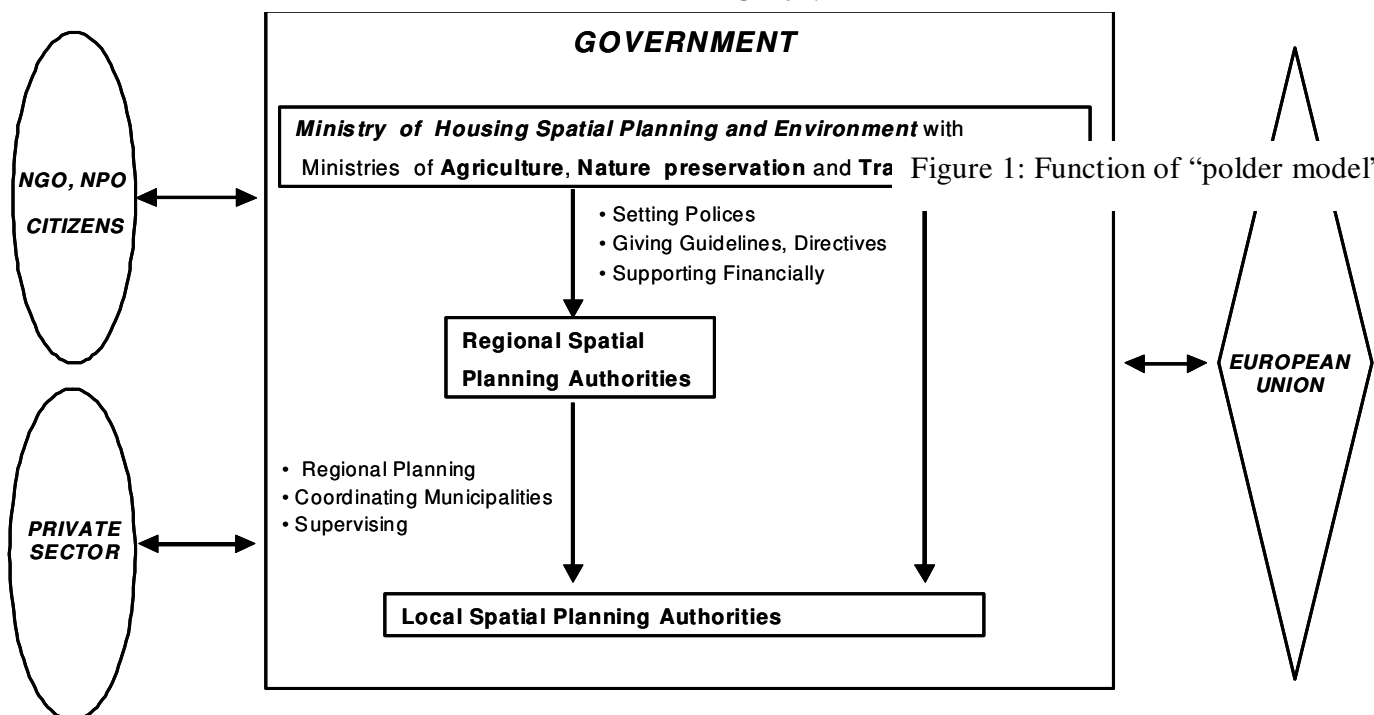 GOVERNMENT
Ministry of Housing Spatial Planning and Environment with
Ministries of Agriculture, Nature preservation and Tra
Figure 1: Function of “polder model”
NGO, NPO
CITIZENS
• Setting Polices
• Giving Guidelines, Directives
• Supporting Financially
Regional Spatial
Planning Authorities
EUROPEAN
UNION
• Regional Planning
• Coordinating Municipalities
• Supervising
PRIVATE
SECTOR
Local Spatial Planning Authorities